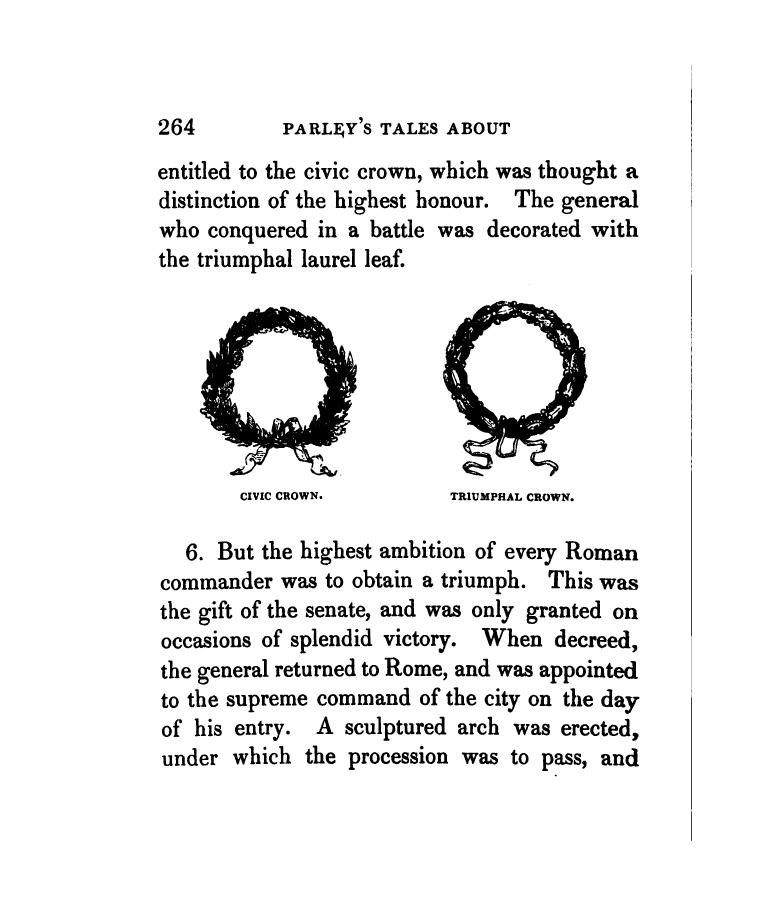 264 PARLEY'S TALES ABOUT
entitled to the civic crown, which was thought a
distinction of the highest honour. The general
who conquered in a battle was decorated with
the triumphal laurel leaf.
CIVIC CROWN. TRIUMPHAL CROWN.
6. But the highest ambition of every Roman
commander was to obtain a triumph. This was
the gift of the senate, and was only granted on
occasions of splendid victory. When decreed,
the general returned to Rome, and was appointed
to the supreme command of the city on the day
of his entry. A sculptured arch was erected,
under which the procession was to pass, and